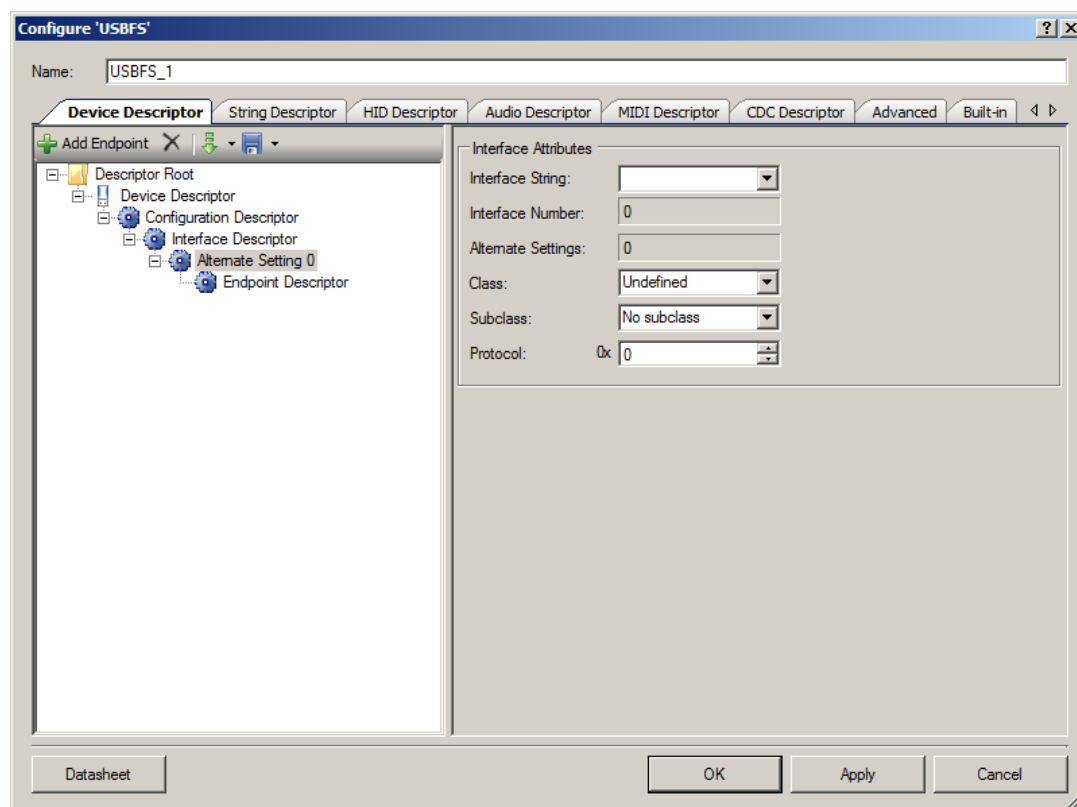 Configure 'USBFS'
Name: USBFS_1
Device Descriptor String Descriptor HID Descriptor Audio Descriptor MIDI Descriptor CDC Descriptor Advanced Built-in
Add Endpoint
Descriptor Root
Device Descriptor
Configuration Descriptor
Interface Descriptor
Alternate Setting 0
Endpoint Descriptor
Interface Attributes
Interface String:
Interface Number: 0
Alternate Settings: 0
Class: Undefined
Subclass: No subclass
Protocol: 0x 0
Datasheet OK Apply Cancel